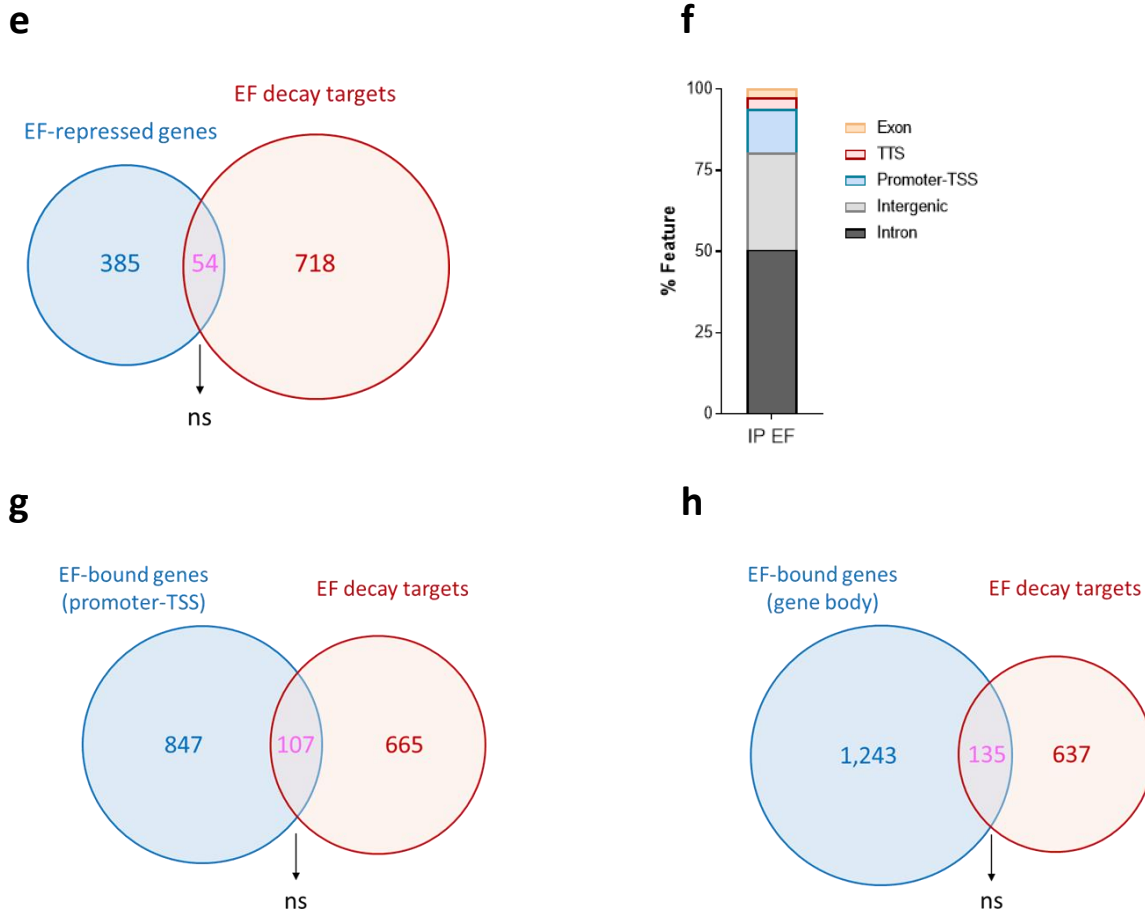 e
EF decay targets
EF-repressed genes
385
54
718
ns
f
100
75
50
25
0
% Feature
IP EF
Exon
TTS
Promoter-TSS
Intergenic
Intron
g
EF-bound genes
(promoter-TSS)
EF decay targets
847
107
665
ns
h
EF-bound genes
(gene body)
EF decay targets
1,243
135
637
ns